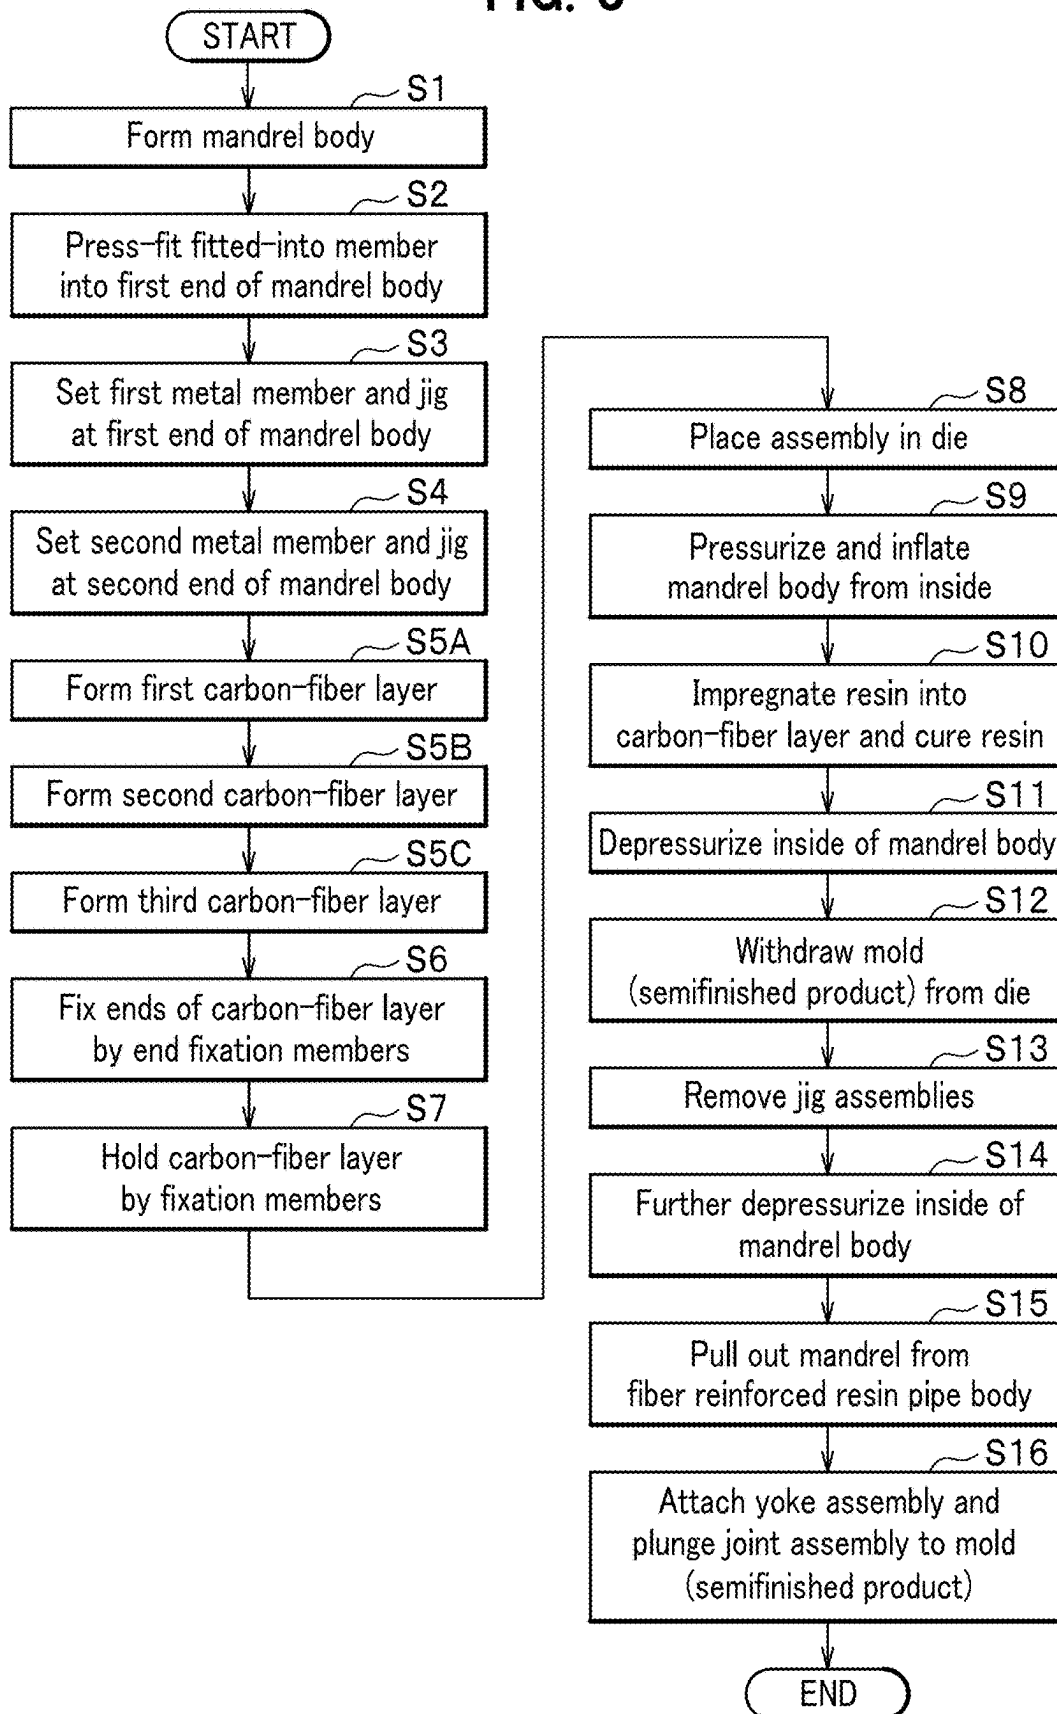 START
S1
Form mandrel body
S2
Press-fit fitted-into member
into first end of mandrel body
S3
Set first metal member and jig
at first end of mandrel body
S4
Set second metal member and jig
at second end of mandrel body
S5A
Form first carbon-fiber layer
S5B
Form second carbon-fiber layer
S5C
Form third carbon-fiber layer
S6
Fix ends of carbon-fiber layer
by end fixation members
S7
Hold carbon-fiber layer
by fixation members
S8
Place assembly in die
S9
Pressurize and inflate
mandrel body from inside
S10
Impregnate resin into
carbon-fiber layer and cure resin
S11
Depressurize inside of mandrel body
S12
Withdraw mold
(semifinished product) from die
S13
Remove jig assemblies
S14
Further depressurize inside of
mandrel body
S15
Pull out mandrel from
fiber reinforced resin pipe body
S16
Attach yoke assembly and
plunge joint assembly to mold
(semifinished product)
END